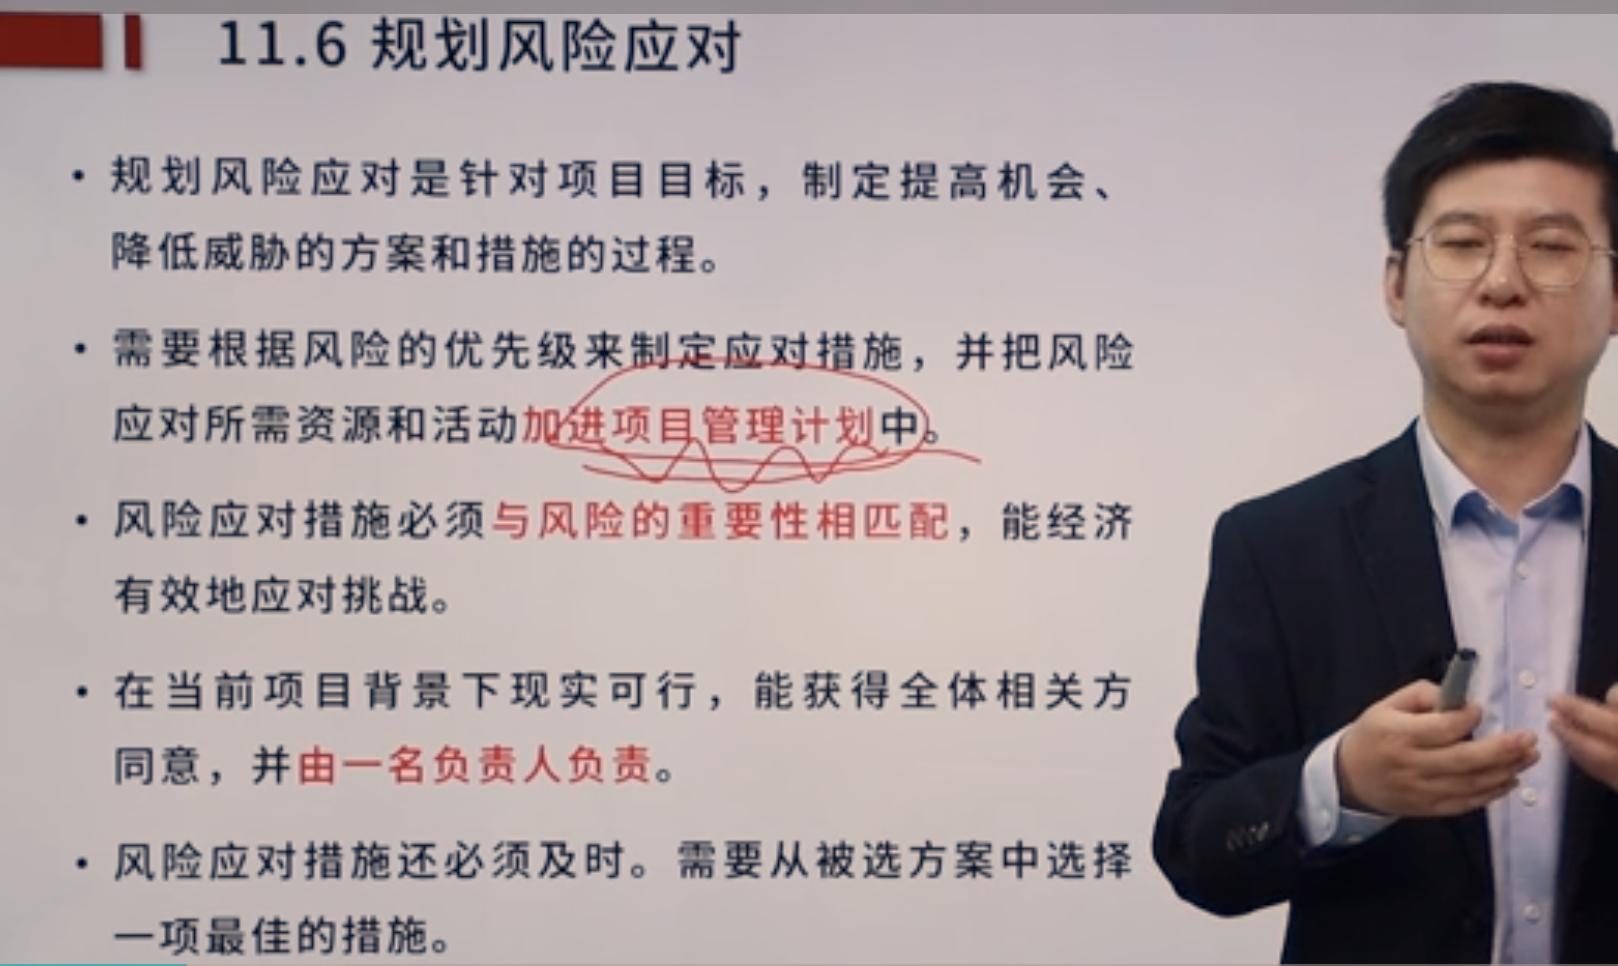 11.6 规划风险应对
• 规划风险应对是针对项目目标，制定提高机会、
降低威胁的方案和措施的过程。
• 需要根据风险的优先级来制定应对措施，并把风险
应对所需资源和活动加进项目管理计划中。
• 风险应对措施必须与风险的重要性相匹配，能经济
有效地应对挑战。
• 在当前项目背景下现实可行，能获得全体相关方
同意，并由一名负责人负责。
• 风险应对措施还必须及时。需要从被选方案中选择
一项最佳的措施。